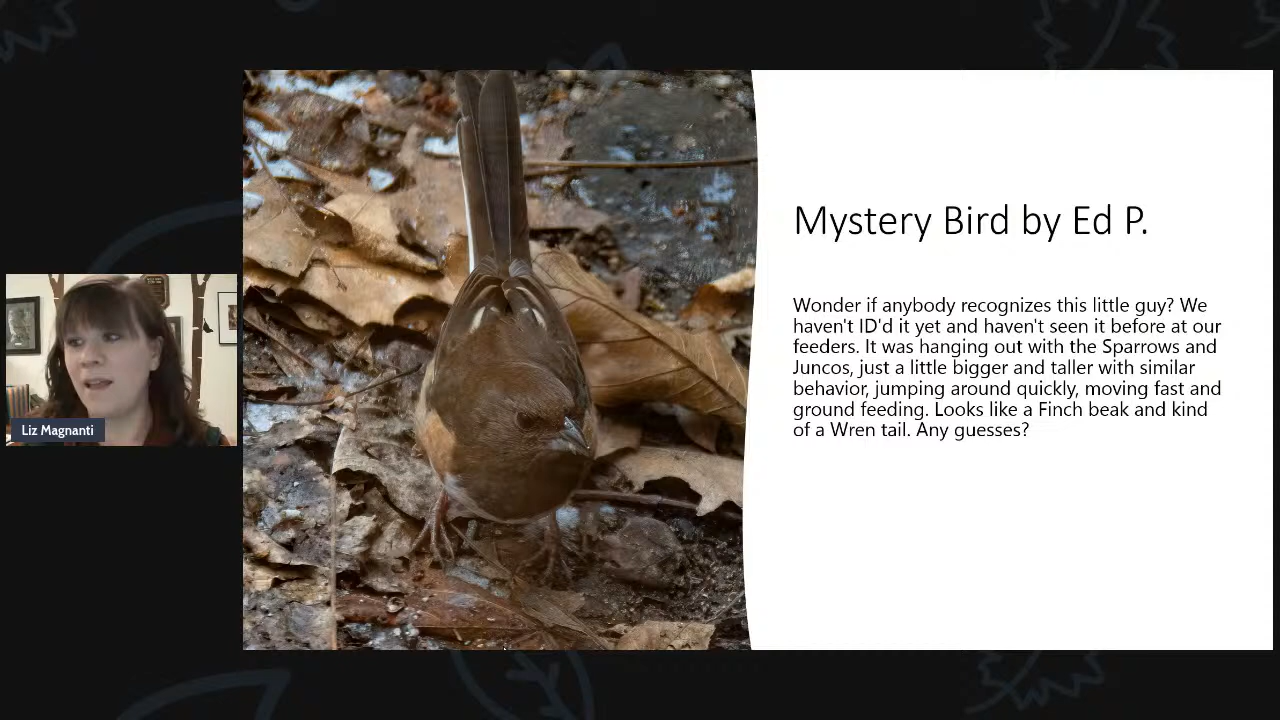 Mystery Bird by Ed P.
Wonder if anybody recognizes this little guy? We
haven't ID'd it yet and haven't seen it before at our
feeders. It was hanging out with the Sparrows and
Juncos, just a little bigger and taller with similar
behavior, jumping around quickly, moving fast and
ground feeding. Looks like a Finch beak and kind
of a Wren tail. Any guesses?
Liz Magnanti